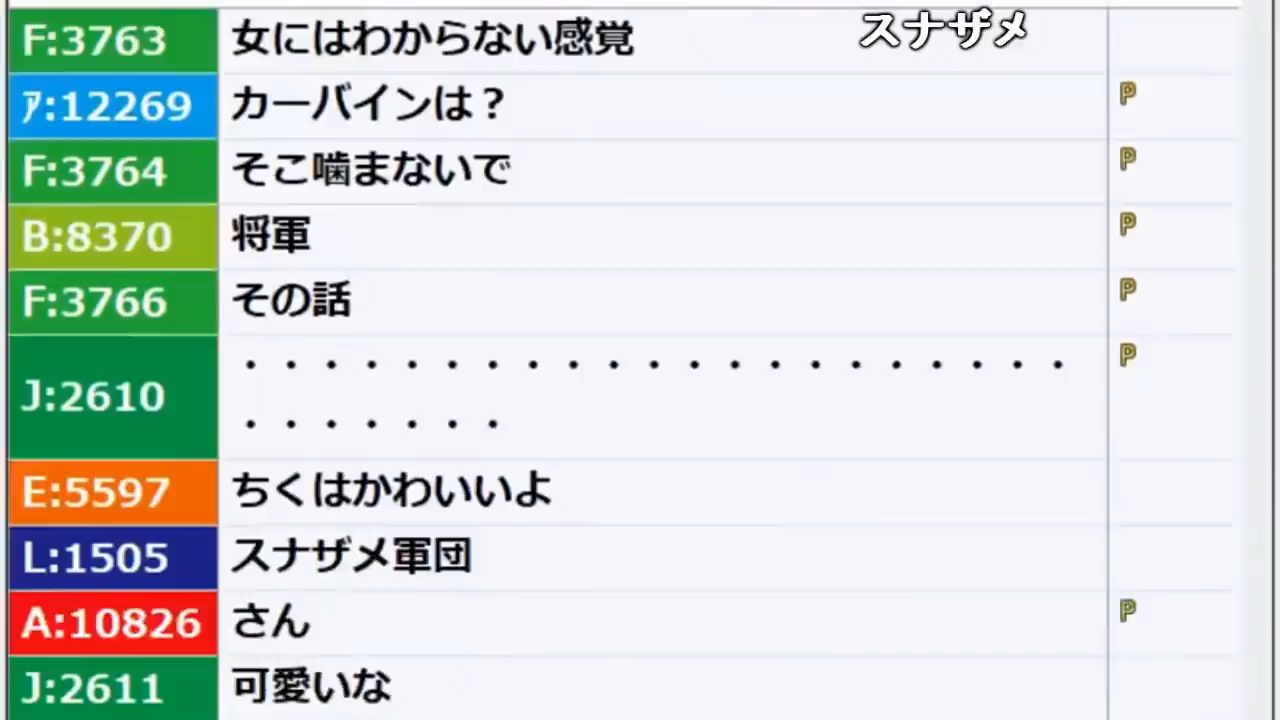 スナザメ
F:3763 女にはわからない感覚
ｱ:12269 カーバインは？ P
F:3764 そこ噛まないで P
B:8370 将軍 P
F:3766 その話 P
J:2610 ・・・・・・・・・・・・・・・・・・・・・ P
・・・・・・・
E:5597 ちくはかわいいよ
L:1505 スナザメ軍団
A:10826 さん P
J:2611 可愛いな